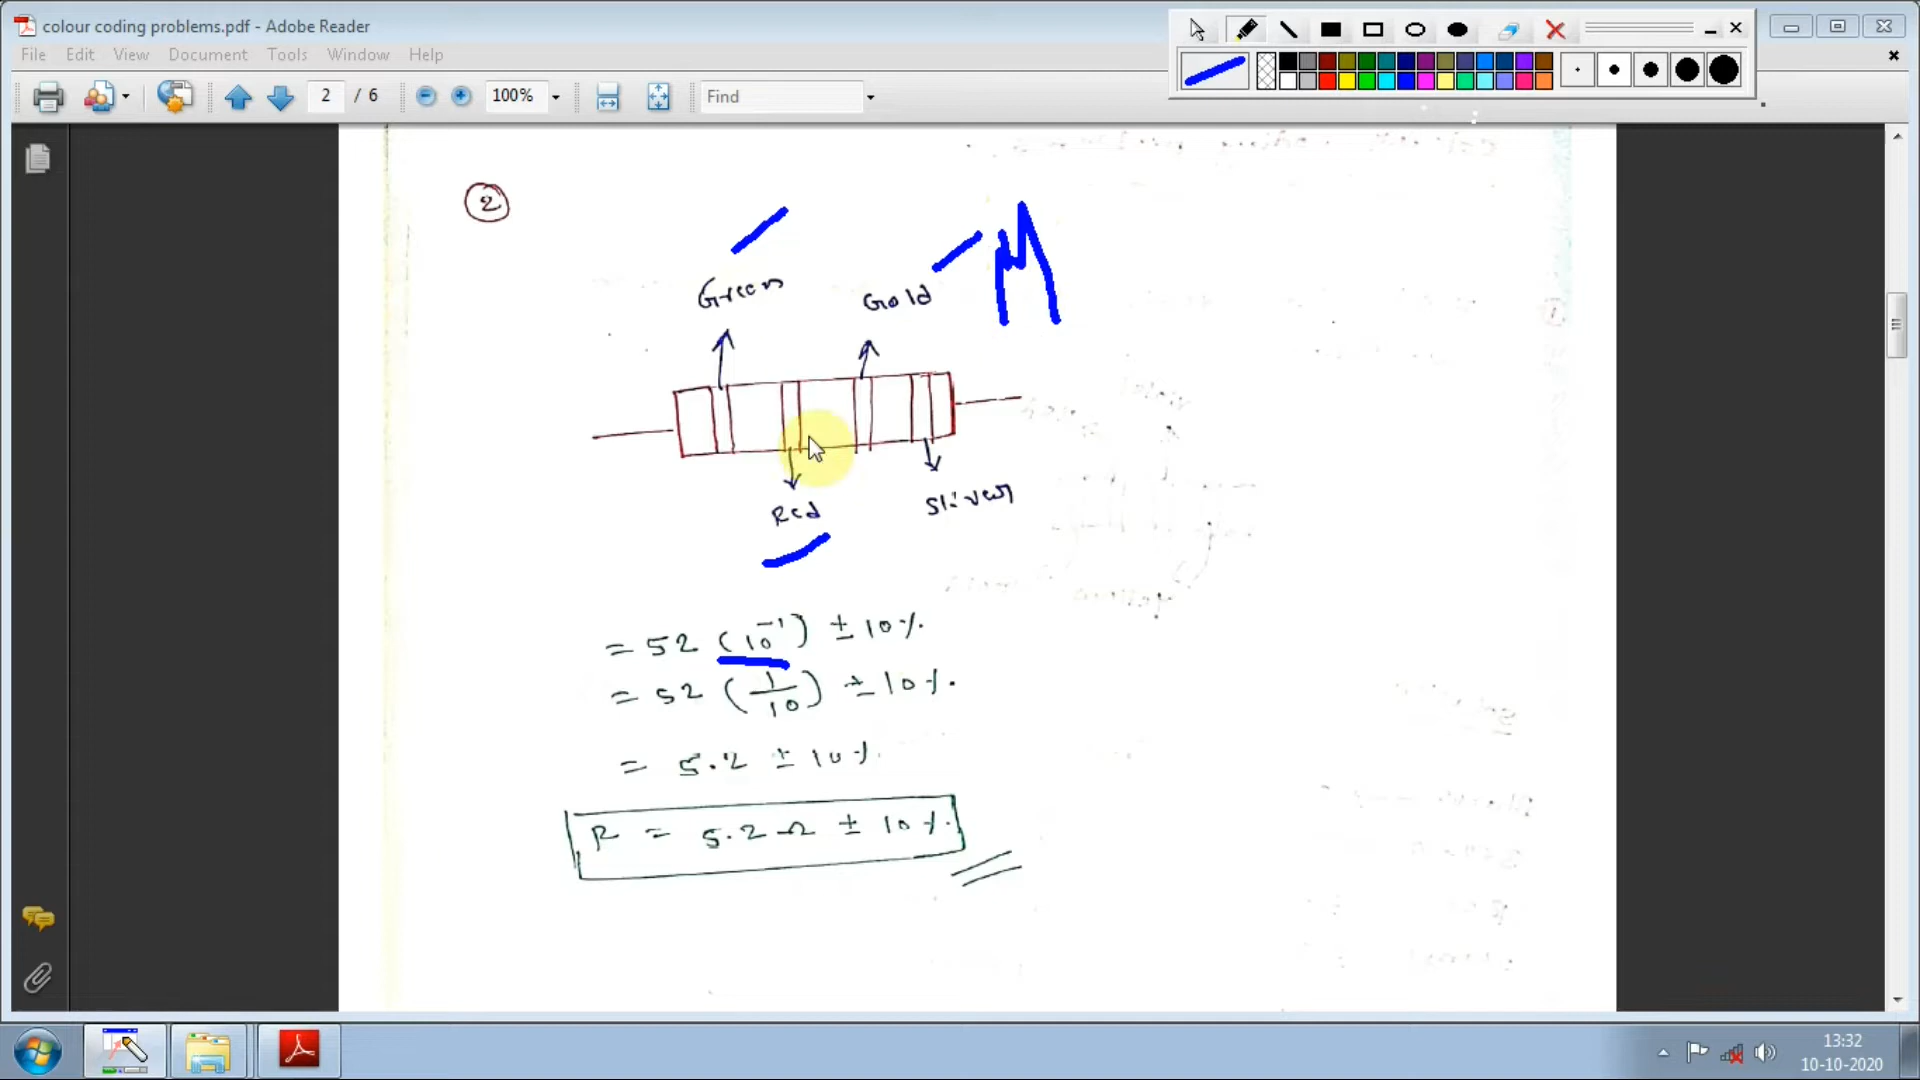 colour coding problems.pdf - Adobe Reader
File Edit View Document Tools Window Help
2 / 6 100% Find
2
M
Green Gold
Red Sliver
= 52 (10⁻¹) ± 10%
= 52 (1/10) ± 10%.
= 5.2 ± 10%
R = 5.2 Ω ± 10%.
13:32
10-10-2020